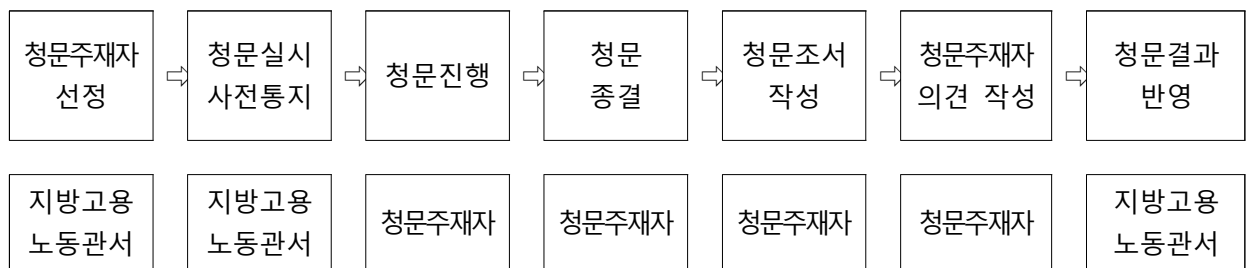 청문주재자
선정
⇨
청문실시
사전통지
⇨
청문진행
⇨
청문
종결
⇨
청문조서
작성
⇨
청문주재자
의견 작성
⇨
청문결과
반영
지방고용
노동관서
지방고용
노동관서
청문주재자
청문주재자
청문주재자
청문주재자
지방고용
노동관서